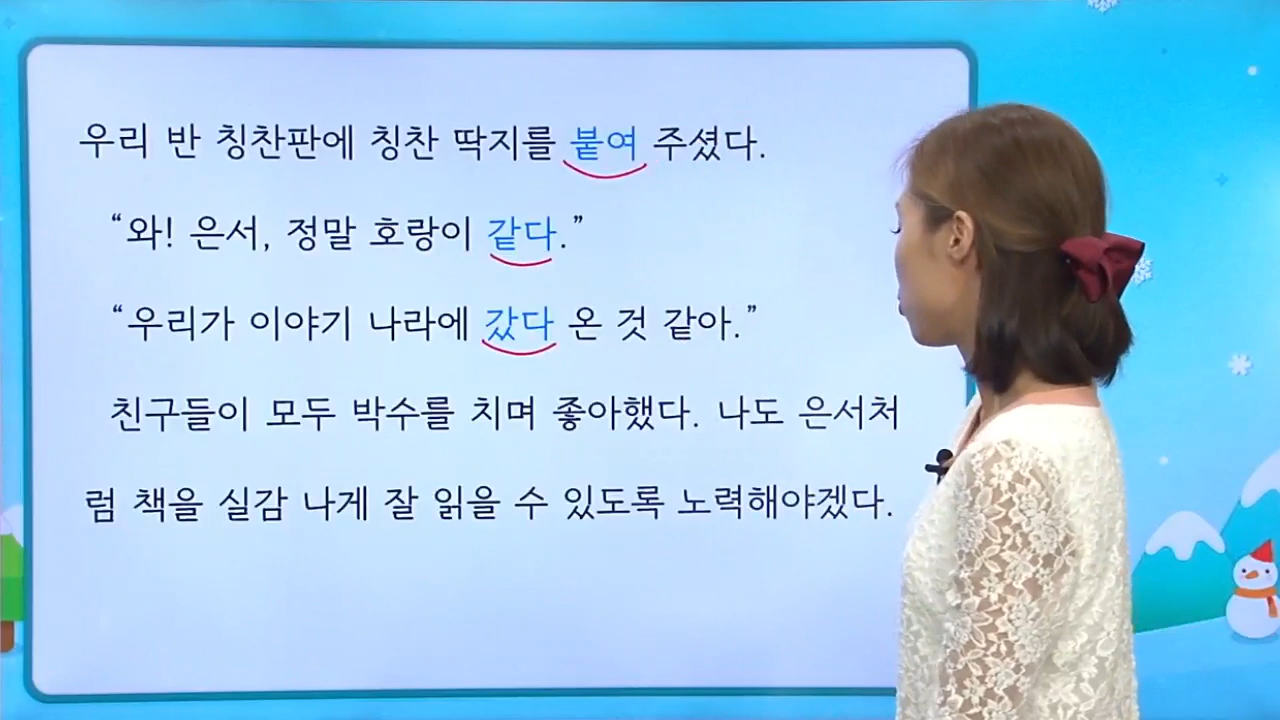 우리 반 칭찬판에 칭찬 딱지를 붙여 주셨다.
“와! 은서, 정말 호랑이 같다.”
“우리가 이야기 나라에 갔다 온 것 같아.”
친구들이 모두 박수를 치며 좋아했다. 나도 은서처
럼 책을 실감 나게 잘 읽을 수 있도록 노력해야겠다.